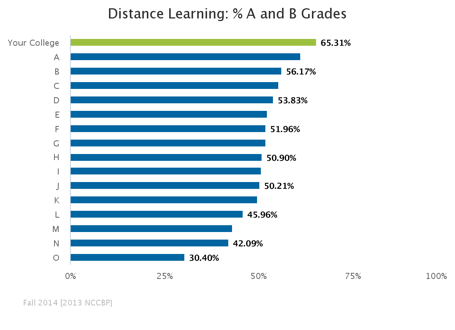 Distance Learning: % A and B Grades
Your College 65.31%
A
B 56.17%
C
D 53.83%
E
F 51.96%
G
H 50.90%
I
J 50.21%
K
L 45.96%
M
N 42.09%
O 30.40%
0% 25% 50% 75% 100%
Fall 2014 [2013 NCCBP]